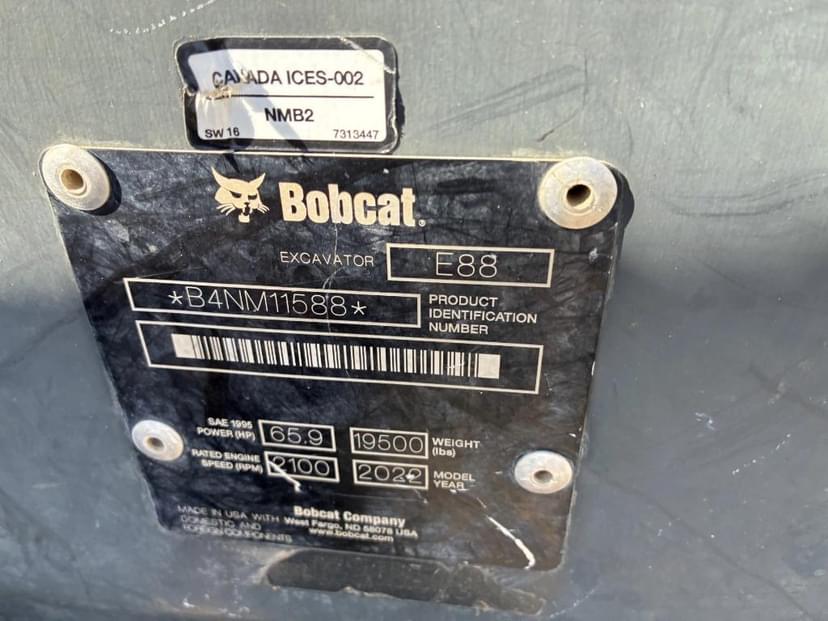 CANADA ICES-002
NMB2
SW 16 7313447
Bobcat.
EXCAVATOR E88
*B4NM11588* PRODUCT
IDENTIFICATION
NUMBER
SAE 1995
POWER (HP) 65.9 19500 WEIGHT
(lbs)
RATED ENGINE
SPEED (RPM) 2100 2022 MODEL
YEAR
MADE IN USA WITH
DOMESTIC AND
FOREIGN COMPONENTS
Bobcat Company
West Fargo, ND 58078 USA
www.bobcat.com